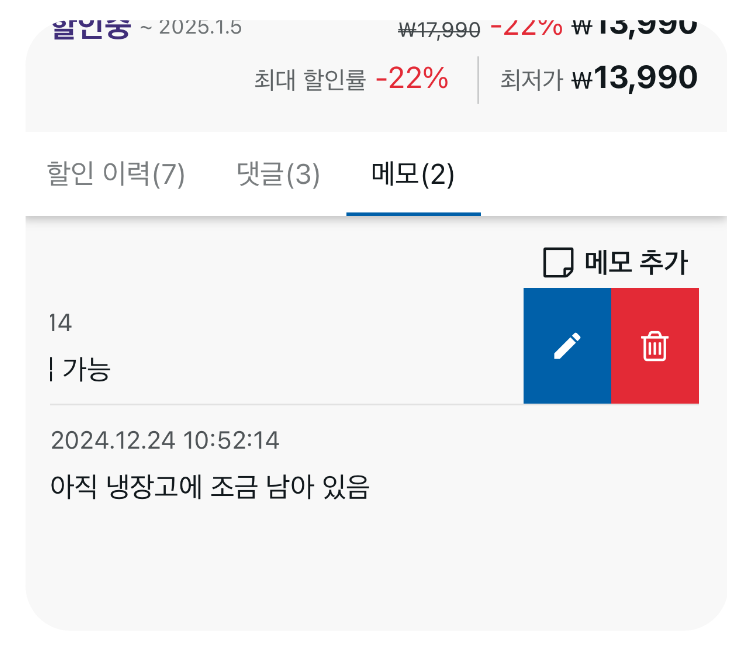 할인중 ~ 2025.1.5 ₩17,990 -22% ₩13,990
최대 할인률 -22% 최저가 ₩13,990
할인 이력(7) 댓글(3) 메모(2)
메모 추가
14
가능
2024.12.24 10:52:14
아직 냉장고에 조금 남아 있음